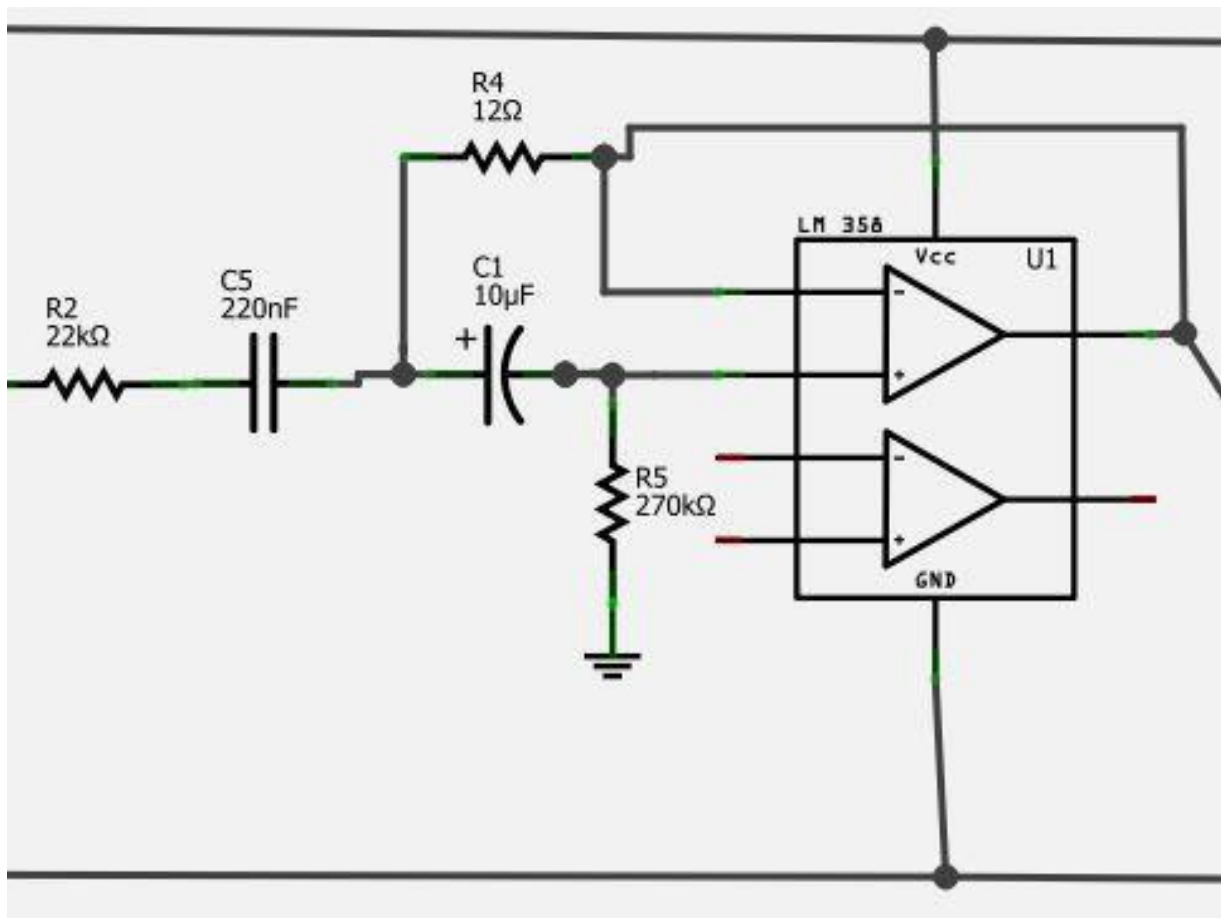 R4
12Ω
LM 358
Vcc
U1
C1
10µF
C5
220nF
R2
22kΩ
+
-
+
R5
270kΩ
-
+
GND